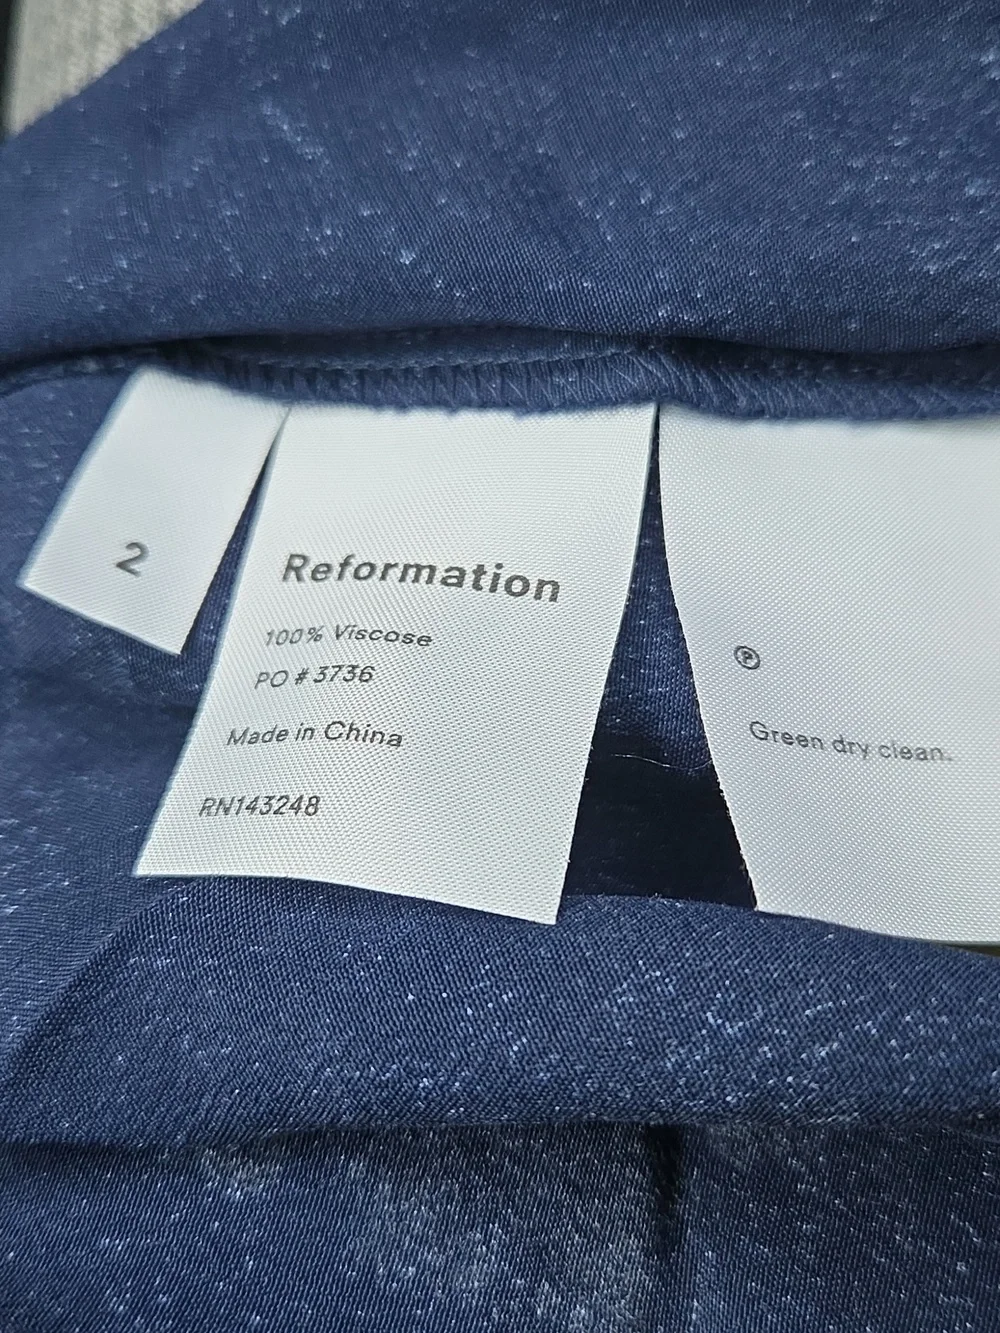 2
Reformation
100% Viscose
PO # 3736
Made in China
RN143248
Ⓟ
Green dry clean.